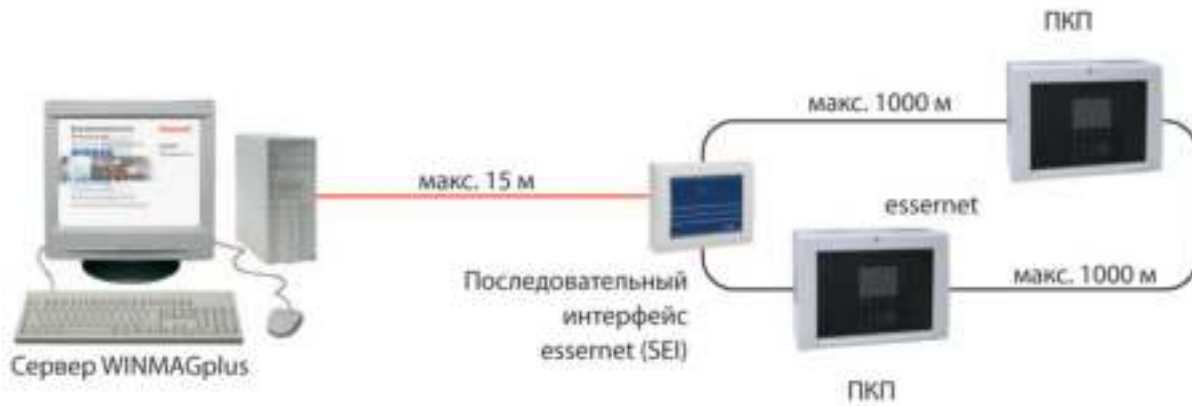 ПКП
макс. 1000 м
макс. 15 м
essernet
макс. 1000 м
Последовательный
интерфейс
essernet (SEI)
Сервер WINMAGplus
ПКП